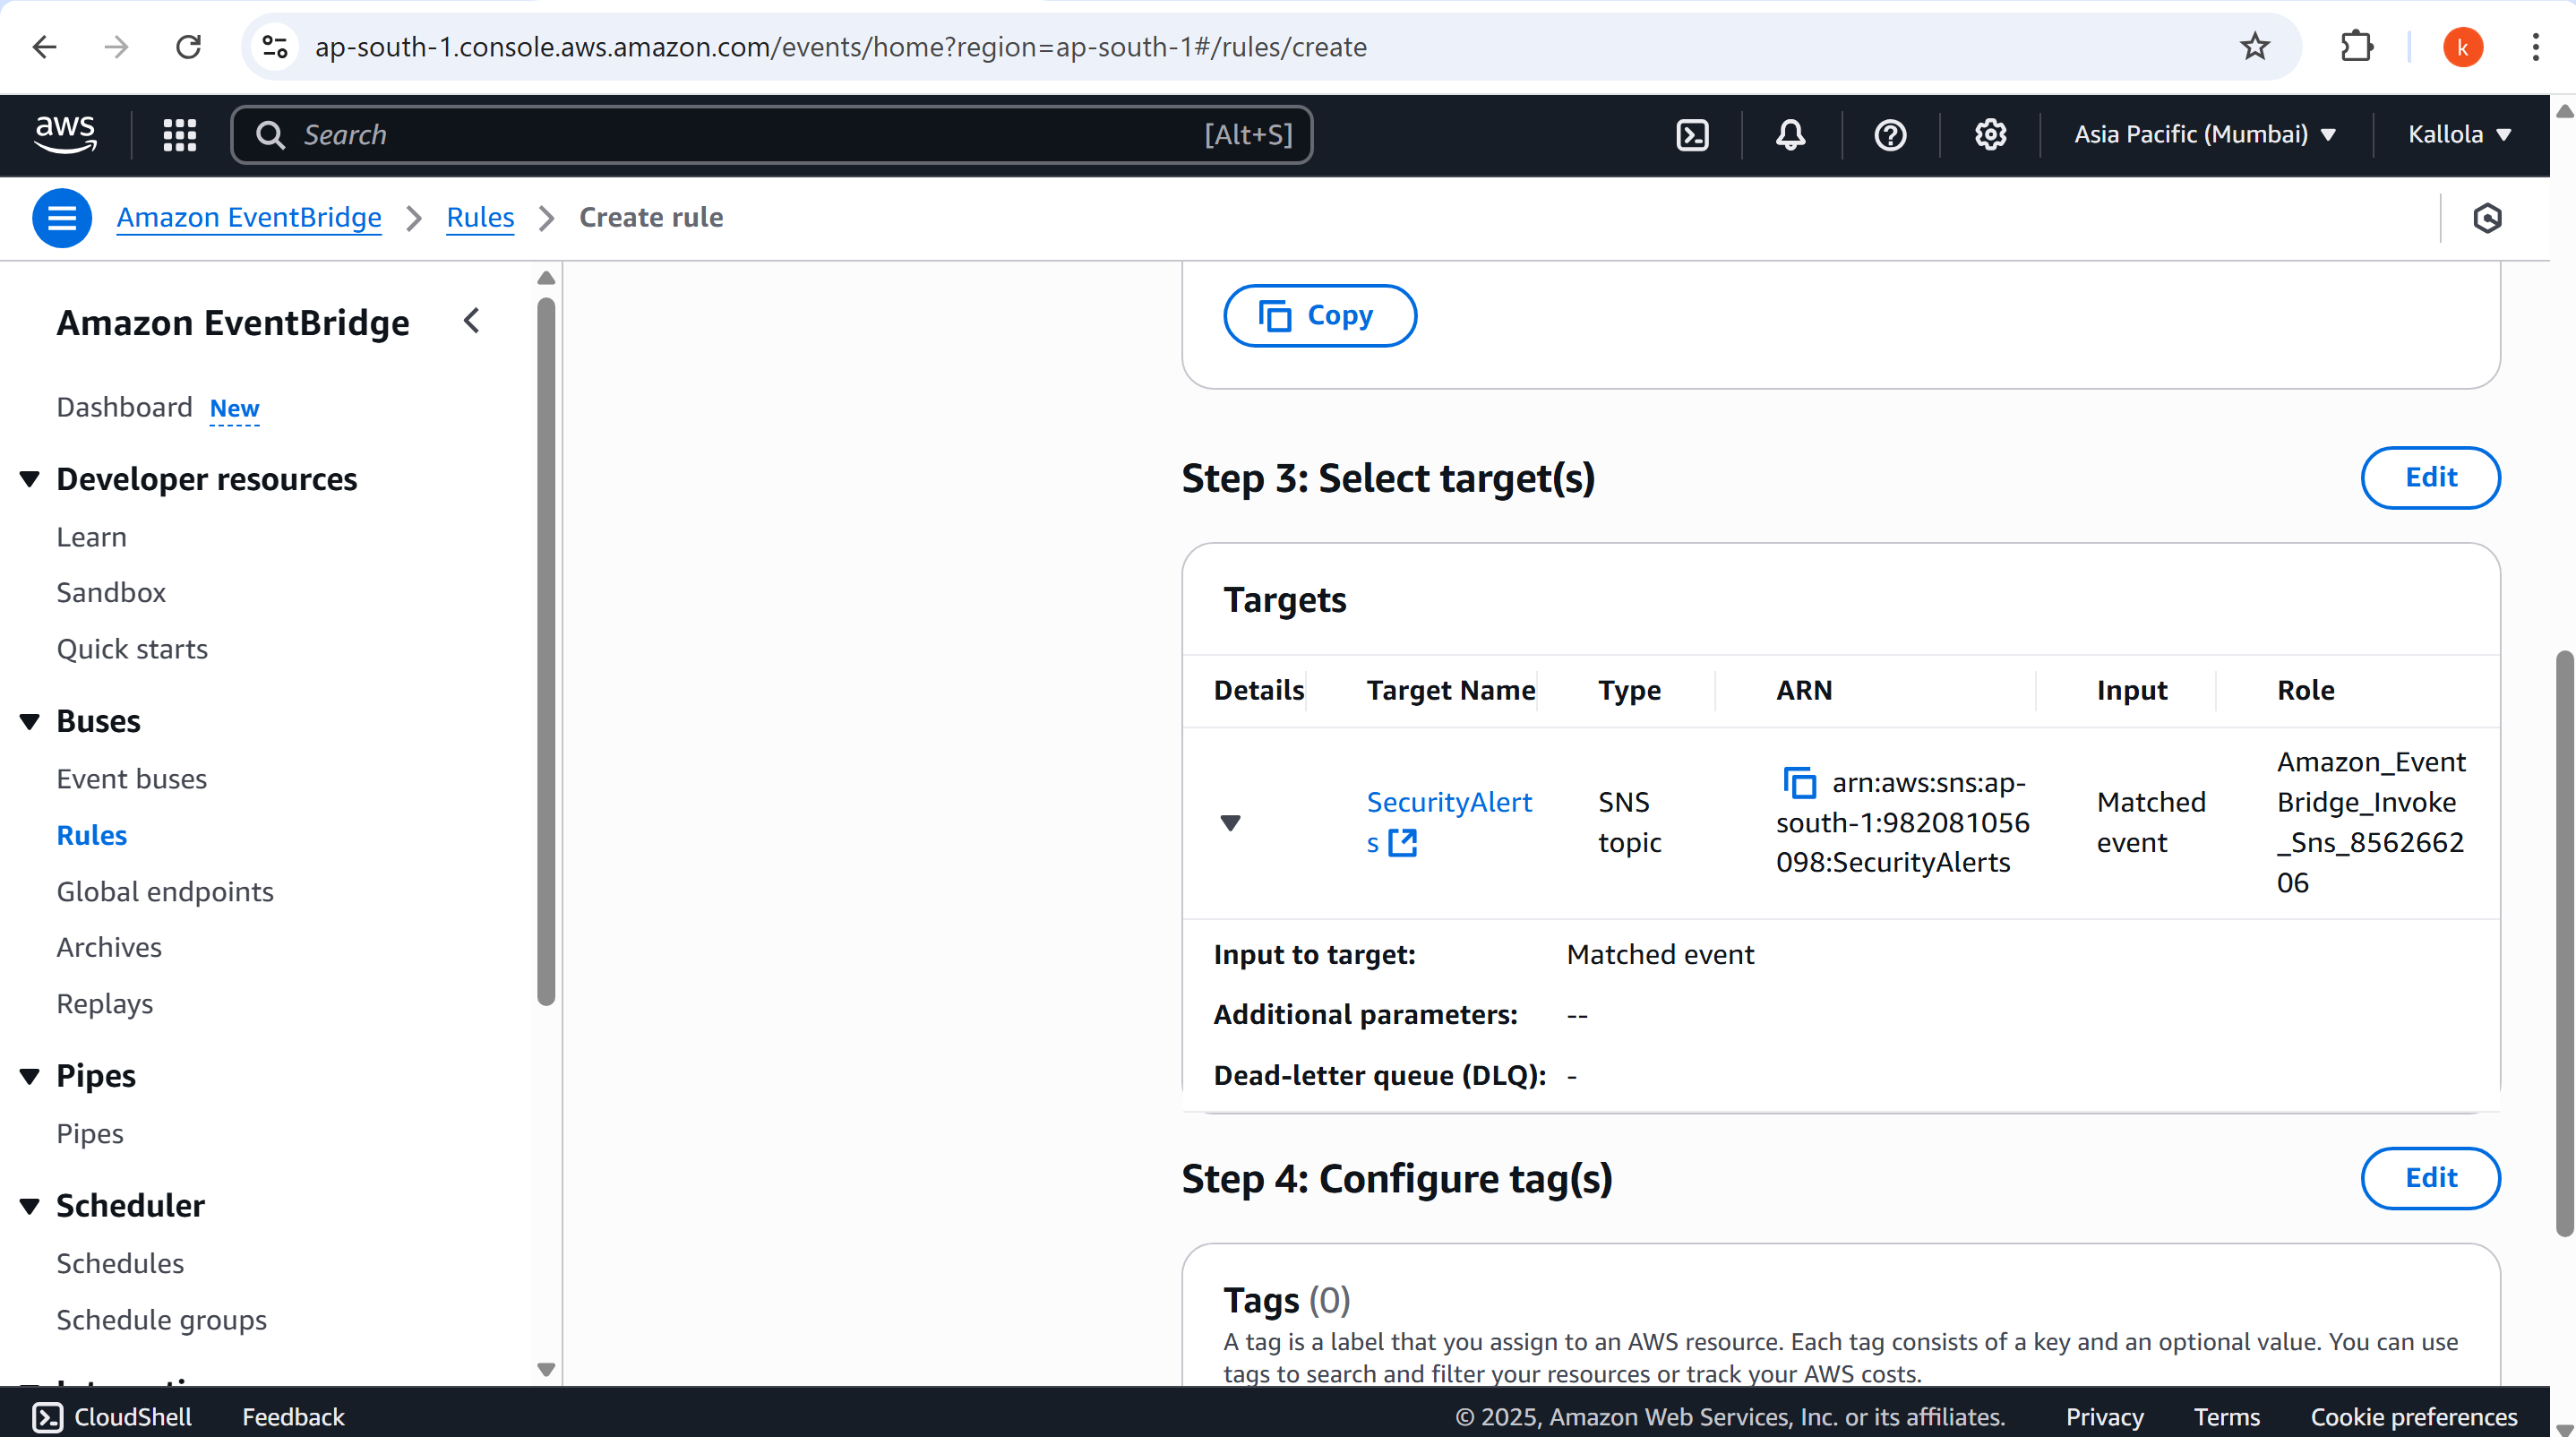 ap-south-1.console.aws.amazon.com/events/home?region=ap-south-1#/rules/create
k
aws
Search
[Alt+S]
Asia Pacific (Mumbai)
Kallola
Amazon EventBridge
Rules
Create rule
Amazon EventBridge
Dashboard New
Developer resources
Learn
Sandbox
Quick starts
Buses
Event buses
Rules
Global endpoints
Archives
Replays
Pipes
Pipes
Scheduler
Schedules
Schedule groups
Copy
Step 3: Select target(s)
Edit
Targets
Details
Target Name
Type
ARN
Input
Role
SecurityAlert
s
SNS
topic
arn:aws:sns:ap-
south-1:982081056
098:SecurityAlerts
Matched
event
Amazon_Event
Bridge_Invoke
_Sns_8562662
06
Input to target: Matched event
Additional parameters: --
Dead-letter queue (DLQ): -
Step 4: Configure tag(s)
Edit
Tags (0)
A tag is a label that you assign to an AWS resource. Each tag consists of a key and an optional value. You can use
tags to search and filter your resources or track your AWS costs.
CloudShell
Feedback
© 2025, Amazon Web Services, Inc. or its affiliates.
Privacy
Terms
Cookie preferences